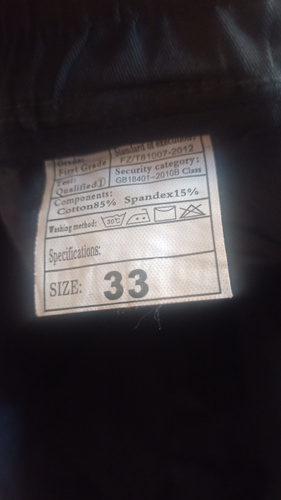 Grade: Standard of execution:
First Grade FZ/T81007-2012
Test: Security category:
Qualified① GB18401-2010B Class
Components:
Cotton85% Spandex15%
Washing method: 30℃
Specifications:
SIZE: 33